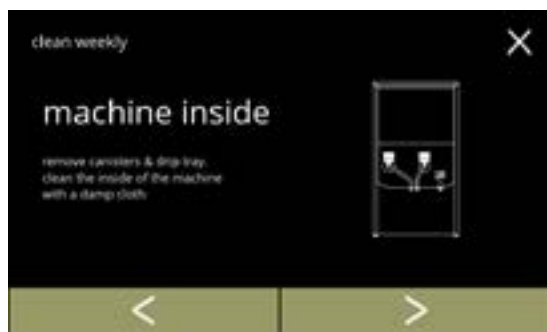 clean weekly
machine inside
remove canisters & drip tray.
clean the inside of the machine
with a damp cloth